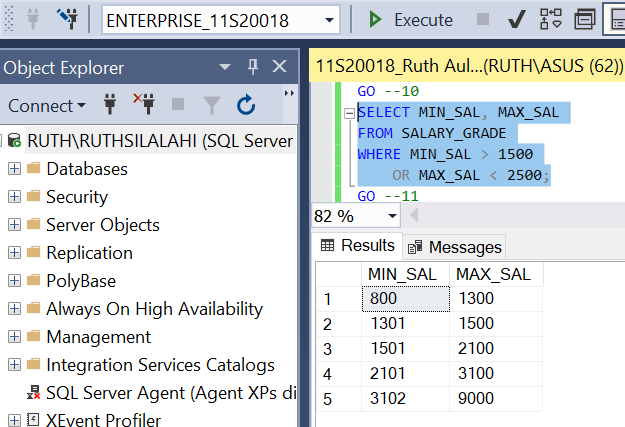 ENTERPRISE_11S20018
Execute
Object Explorer
Connect
RUTH\RUTHSILALAHI (SQL Server
Databases
Security
Server Objects
Replication
PolyBase
Always On High Availability
Management
Integration Services Catalogs
SQL Server Agent (Agent XPs di
XEvent Profiler
11S20018_Ruth Aul...(RUTH\ASUS (62))
GO --10
SELECT MIN_SAL, MAX_SAL
FROM SALARY_GRADE
WHERE MIN_SAL > 1500
OR MAX_SAL < 2500;
GO --11
82 %
Results Messages
MIN_SAL MAX_SAL
1 800 1300
2 1301 1500
3 1501 2100
4 2101 3100
5 3102 9000